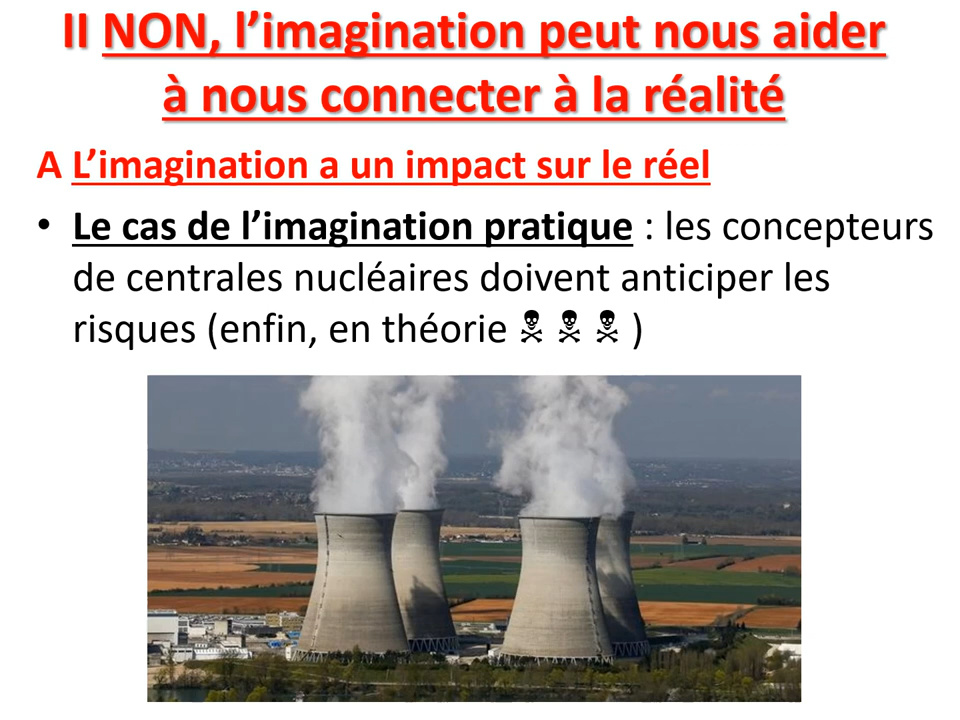 II NON, l’imagination peut nous aider
à nous connecter à la réalité
A L’imagination a un impact sur le réel
• Le cas de l’imagination pratique : les concepteurs
de centrales nucléaires doivent anticiper les
risques (enfin, en théorie ☠ ☠ ☠ )